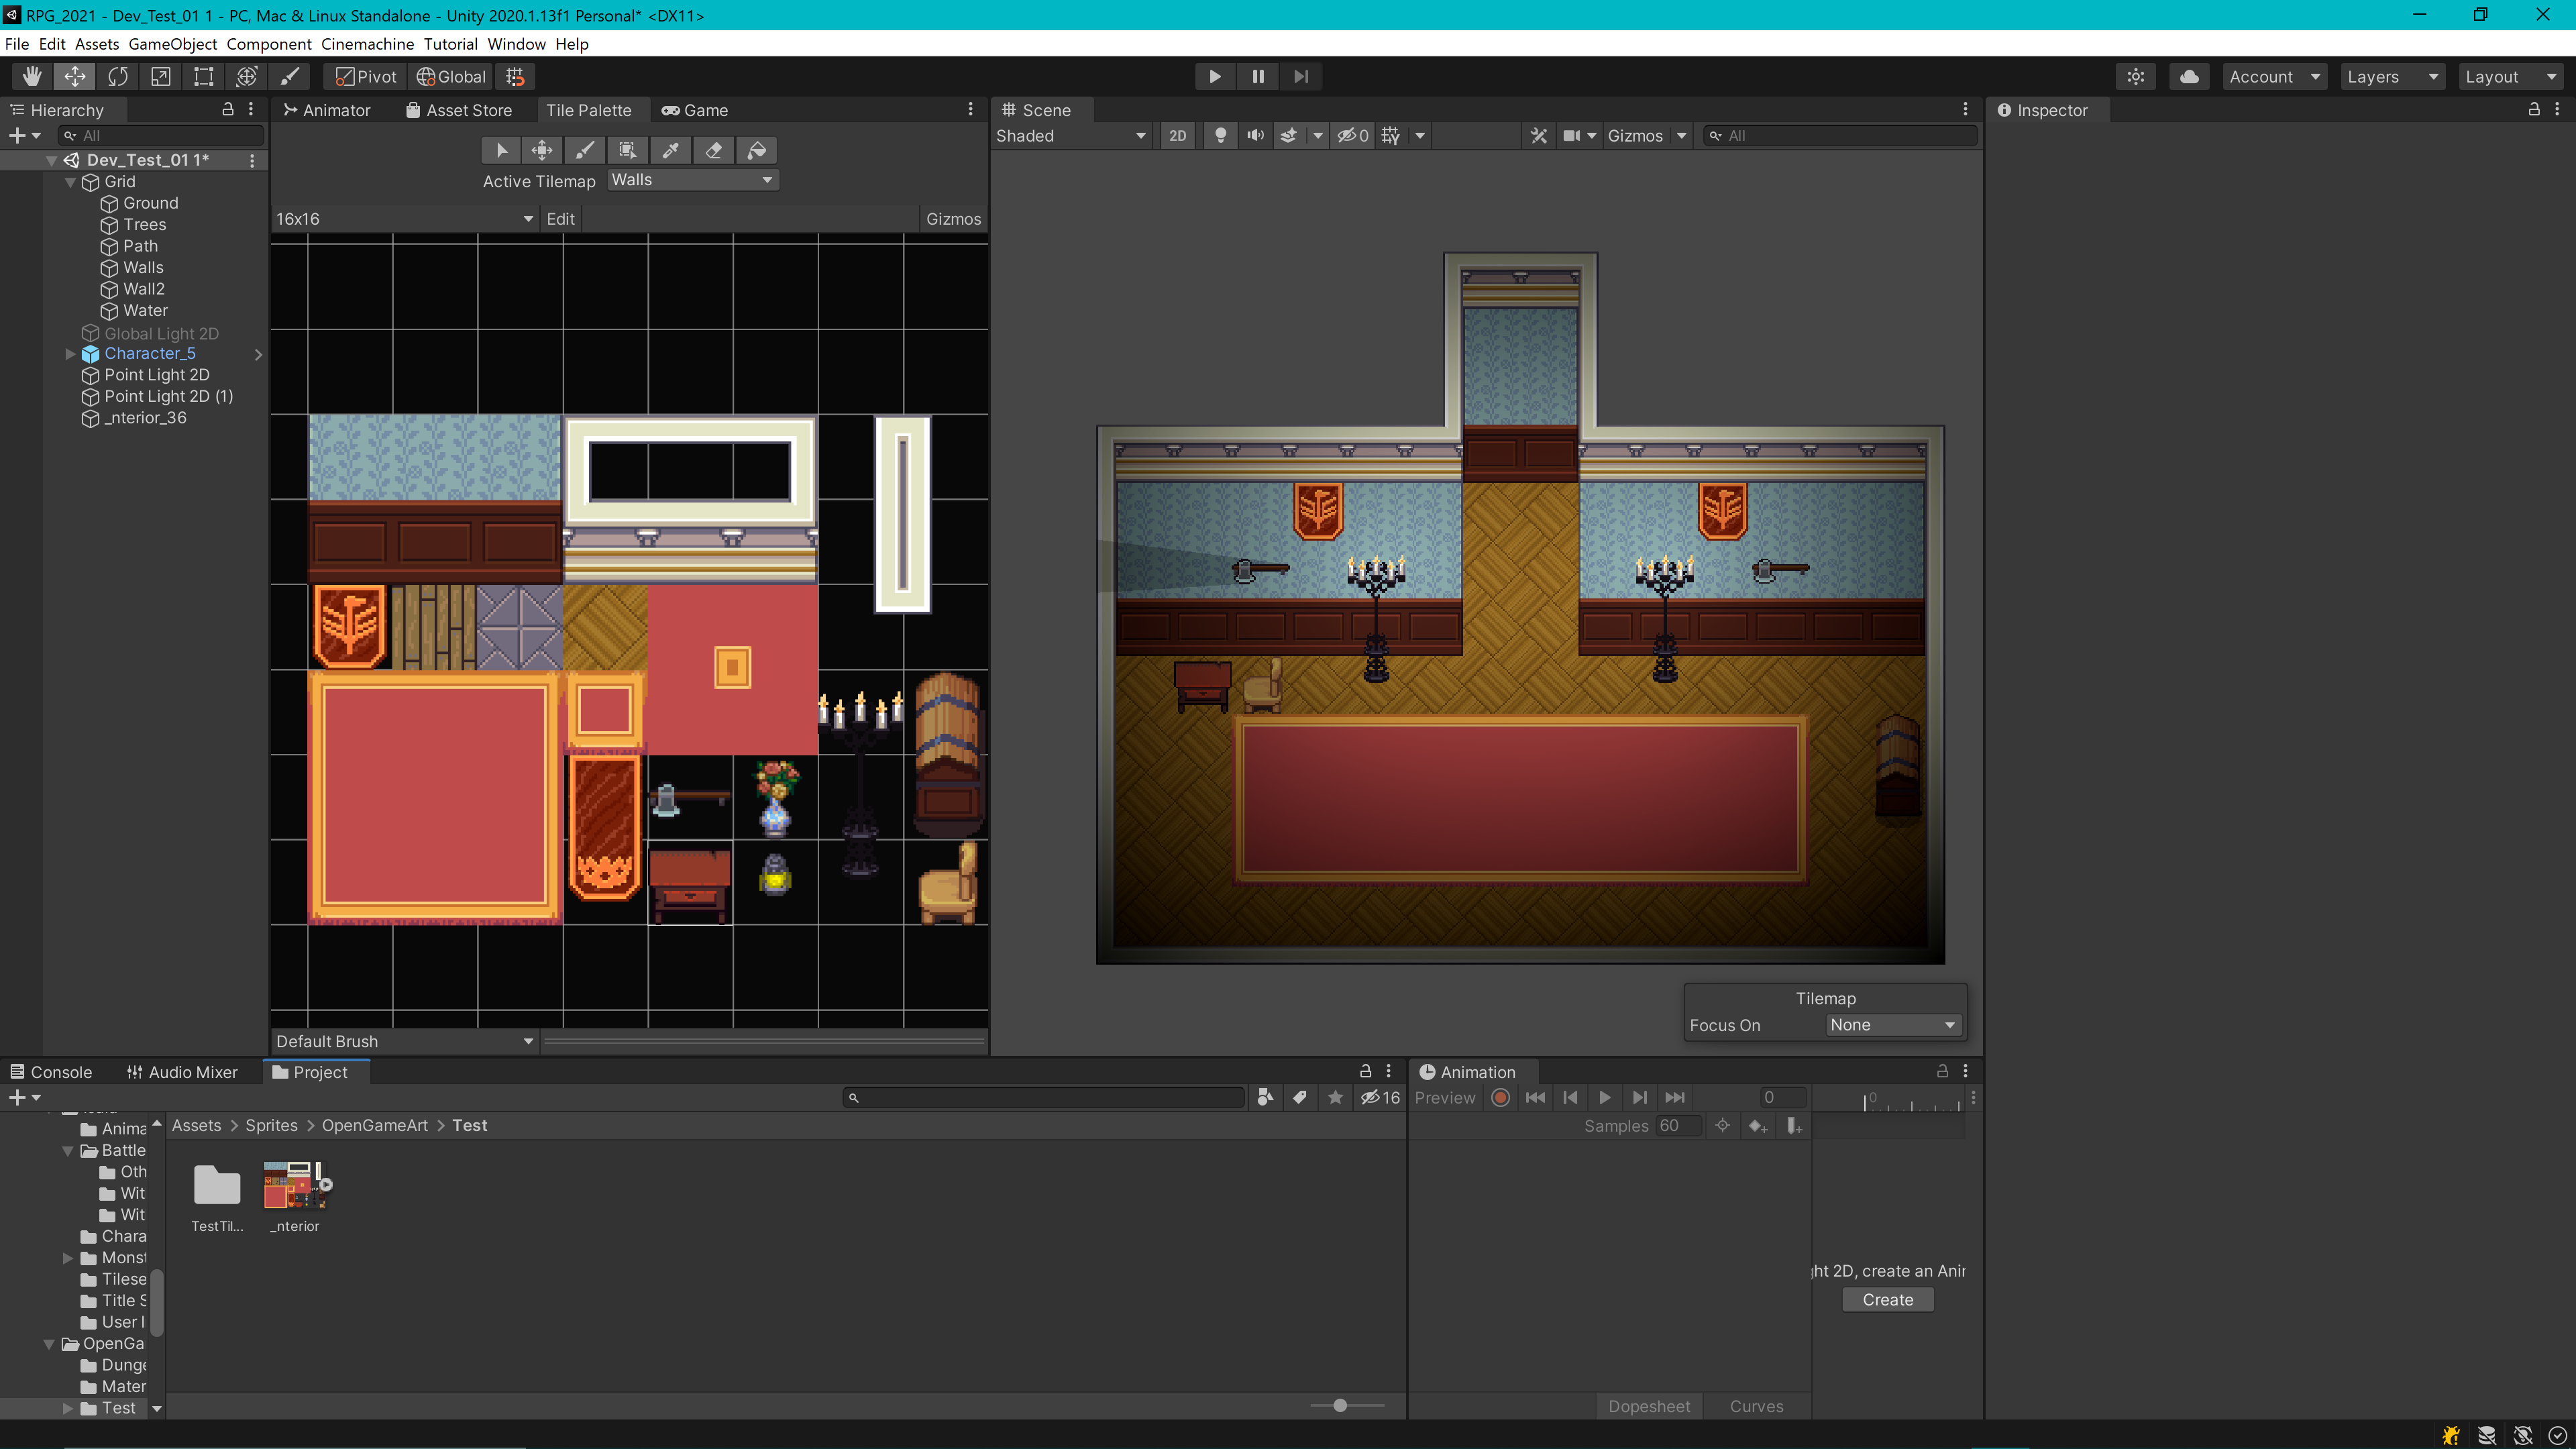 RPG_2021 - Dev_Test_01 1 - PC, Mac & Linux Standalone - Unity 2020.1.13f1 Personal* <DX11>
File Edit Assets GameObject Component Cinemachine Tutorial Window Help
Pivot Global Account Layers Layout
Hierarchy
All
Dev_Test_01 1*
Grid
Ground
Trees
Path
Walls
Wall2
Water
Global Light 2D
Character_5
Point Light 2D
Point Light 2D (1)
_nterior_36
Animator Asset Store Tile Palette Game
Active Tilemap Walls
16x16 Edit Gizmos
Default Brush
Scene
Shaded 2D 0 Gizmos All
Tilemap
Focus On None
Inspector
Console Audio Mixer Project
16
Anima
Battle
Oth
Wit
Wit
Chara
Monst
Tilese
Title S
User I
OpenGa
Dunge
Mater
Test
Assets > Sprites > OpenGameArt > Test
TestTil...
_nterior
Animation
Preview 0 0
Samples 60
ght 2D, create an Anir
Create
Dopesheet Curves